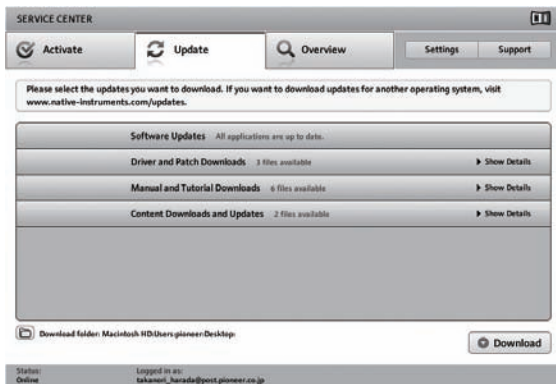 SERVICE CENTER
Activate
Update
Overview
Settings
Support
Please select the updates you want to download. If you want to download updates for another operating system, visit
www.native-instruments.com/updates.
Software Updates All applications are up to date.
Driver and Patch Downloads 3 files available
Show Details
Manual and Tutorial Downloads 6 files available
Show Details
Content Downloads and Updates 2 files available
Show Details
Download folder: Macintosh HD:Users:pioneer:Desktop:
Download
Status: Logged in as:
Online takanori_harada@post.pioneer.co.jp